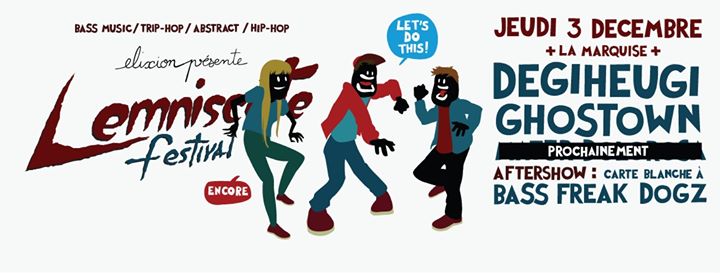 BASS MUSIC / TRIP-HOP / ABSTRACT / HIP-HOP
elixion présente
Lemniscate
festival
ENCORE
LET'S
DO
THIS!
JEUDI 3 DECEMBRE
+ LA MARQUISE +
DEGIHEUGI
GHOSTOWN
PROCHAINEMENT
AFTERSHOW : CARTE BLANCHE À
BASS FREAK DOGZ